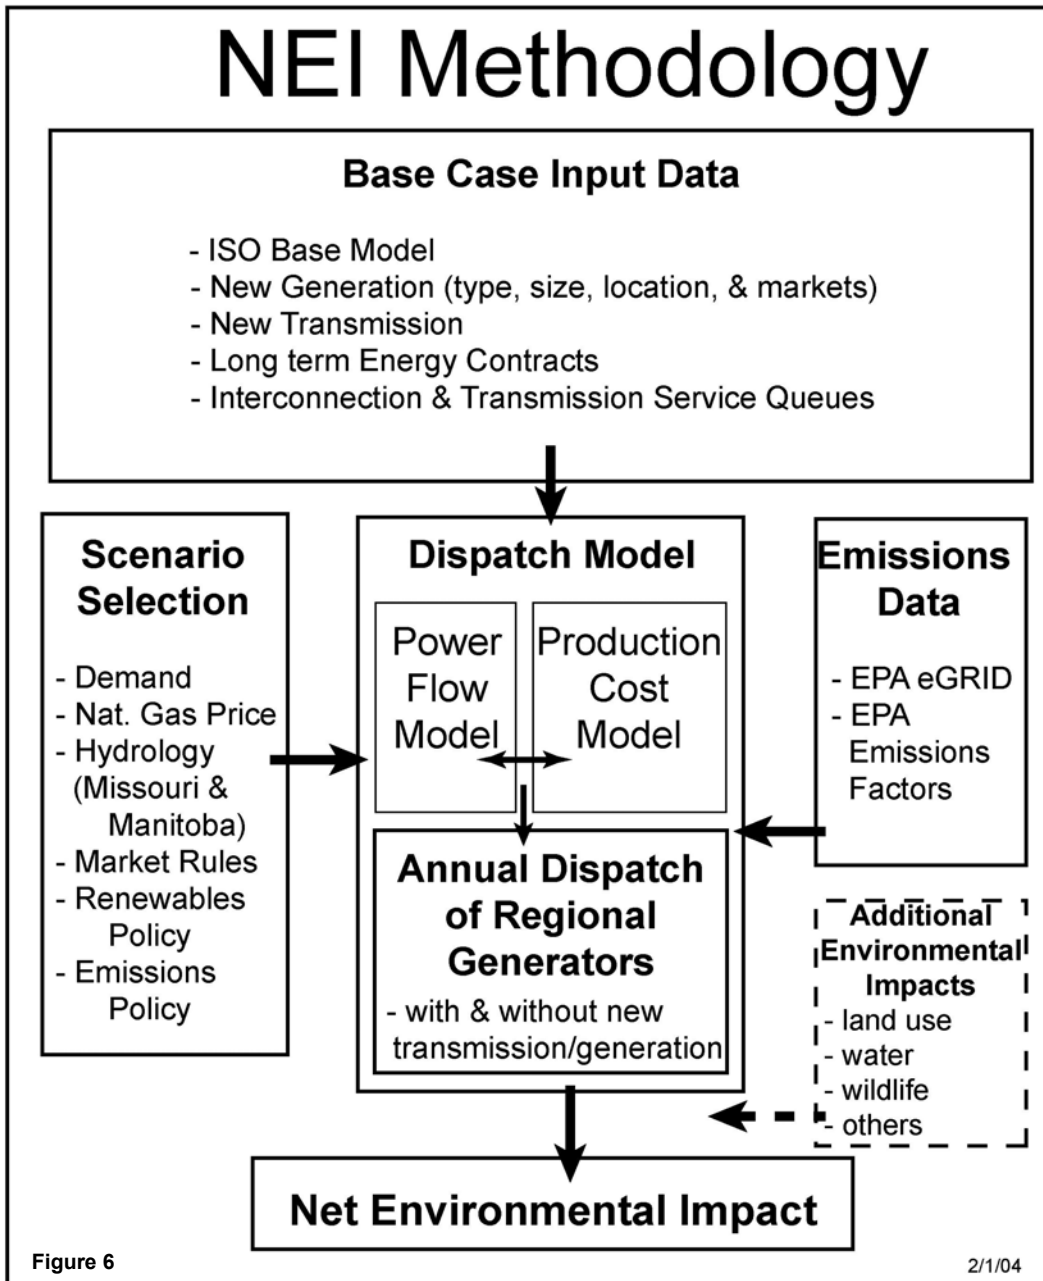 NEI Methodology
Base Case Input Data
- ISO Base Model
- New Generation (type, size, location, & markets)
- New Transmission
- Long term Energy Contracts
- Interconnection & Transmission Service Queues
Scenario
Selection
- Demand
- Nat. Gas Price
- Hydrology
(Missouri &
Manitoba)
- Market Rules
- Renewables
Policy
- Emissions
Policy
Dispatch Model
Power
Flow
Model
Production
Cost
Model
Annual Dispatch
of Regional
Generators
- with & without new
transmission/generation
Emissions
Data
- EPA eGRID
- EPA
Emissions
Factors
Additional
Environmental
Impacts
- land use
- water
- wildlife
- others
Net Environmental Impact
Figure 6
2/1/04